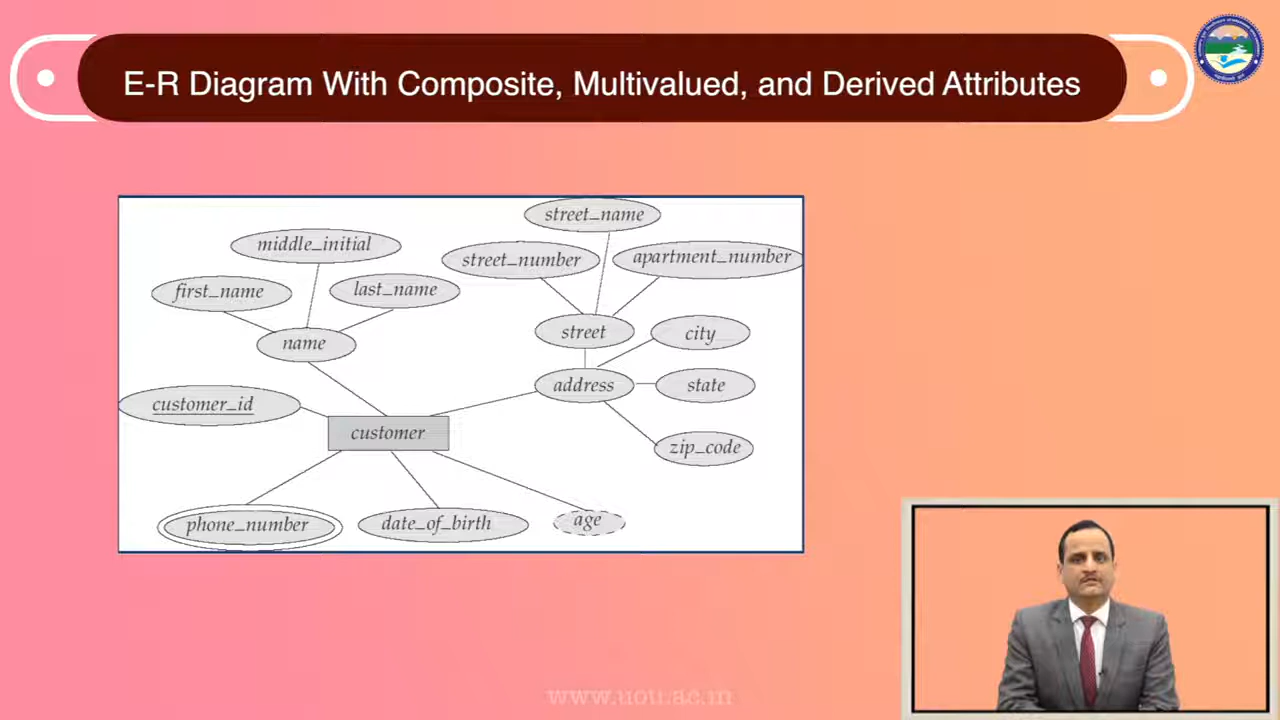 E-R Diagram With Composite, Multivalued, and Derived Attributes
street_name
middle_initial
street_number
apartment_number
first_name
last_name
street
city
name
address
state
customer_id
customer
zip_code
phone_number
date_of_birth
age
www.uou.ac.in